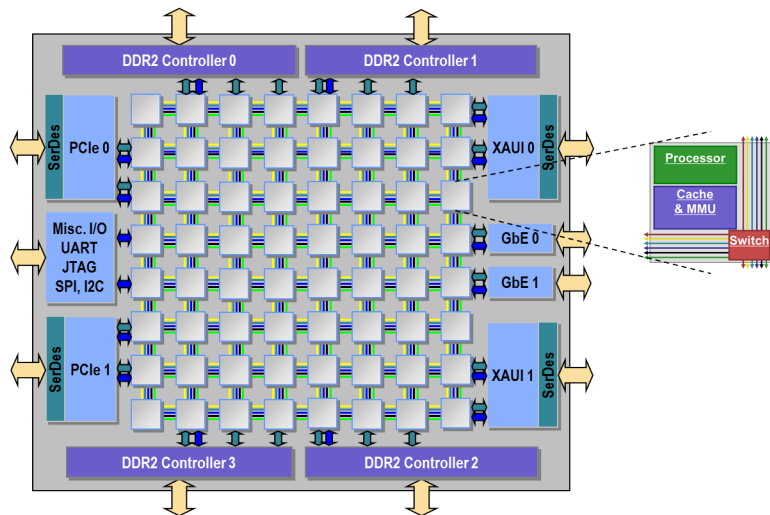 DDR2 Controller 0
DDR2 Controller 1
SerDes
PCIe 0
XAUI 0
SerDes
Processor
Cache
& MMU
Switch
Misc. I/O
UART
JTAG
SPI, I2C
GbE 0
GbE 1
SerDes
PCIe 1
XAUI 1
SerDes
DDR2 Controller 3
DDR2 Controller 2